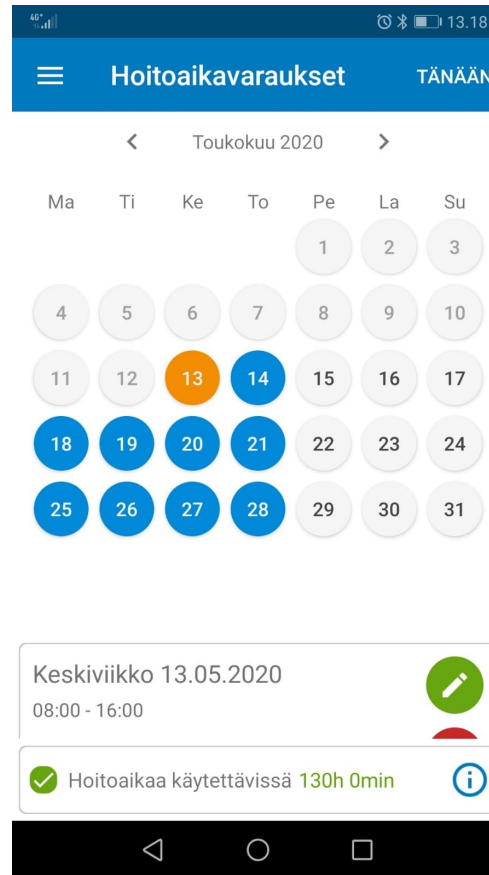 46° 13.18
Hoitoaikavaraukset TÄNÄÄN
Toukokuu 2020
Ma Ti Ke To Pe La Su
1 2 3
4 5 6 7 8 9 10
11 12 13 14 15 16 17
18 19 20 21 22 23 24
25 26 27 28 29 30 31
Keskiviikko 13.05.2020
08:00 - 16:00
Hoitoaikaa käytettävissä 130h 0min